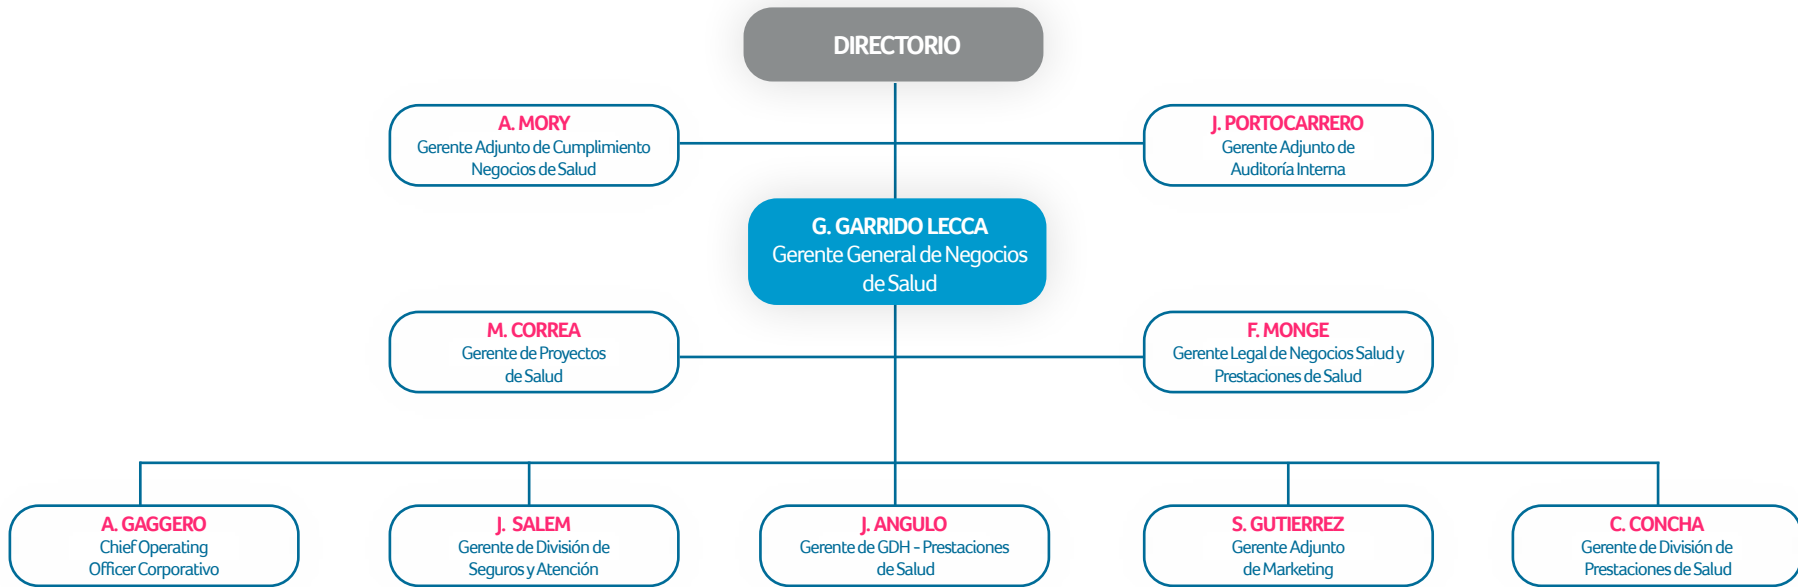 DIRECTORIO
A. MORY
Gerente Adjunto de Cumplimiento
Negocios de Salud
J. PORTOCARRERO
Gerente Adjunto de
Auditoría Interna
G. GARRIDO LECCA
Gerente General de Negocios
de Salud
M. CORREA
Gerente de Proyectos
de Salud
F. MONGE
Gerente Legal de Negocios Salud y
Prestaciones de Salud
A. GAGGERO
Chief Operating
Officer Corporativo
J. SALEM
Gerente de División de
Seguros y Atención
J. ANGULO
Gerente de GDH - Prestaciones
de Salud
S. GUTIERREZ
Gerente Adjunto
de Marketing
C. CONCHA
Gerente de División de
Prestaciones de Salud